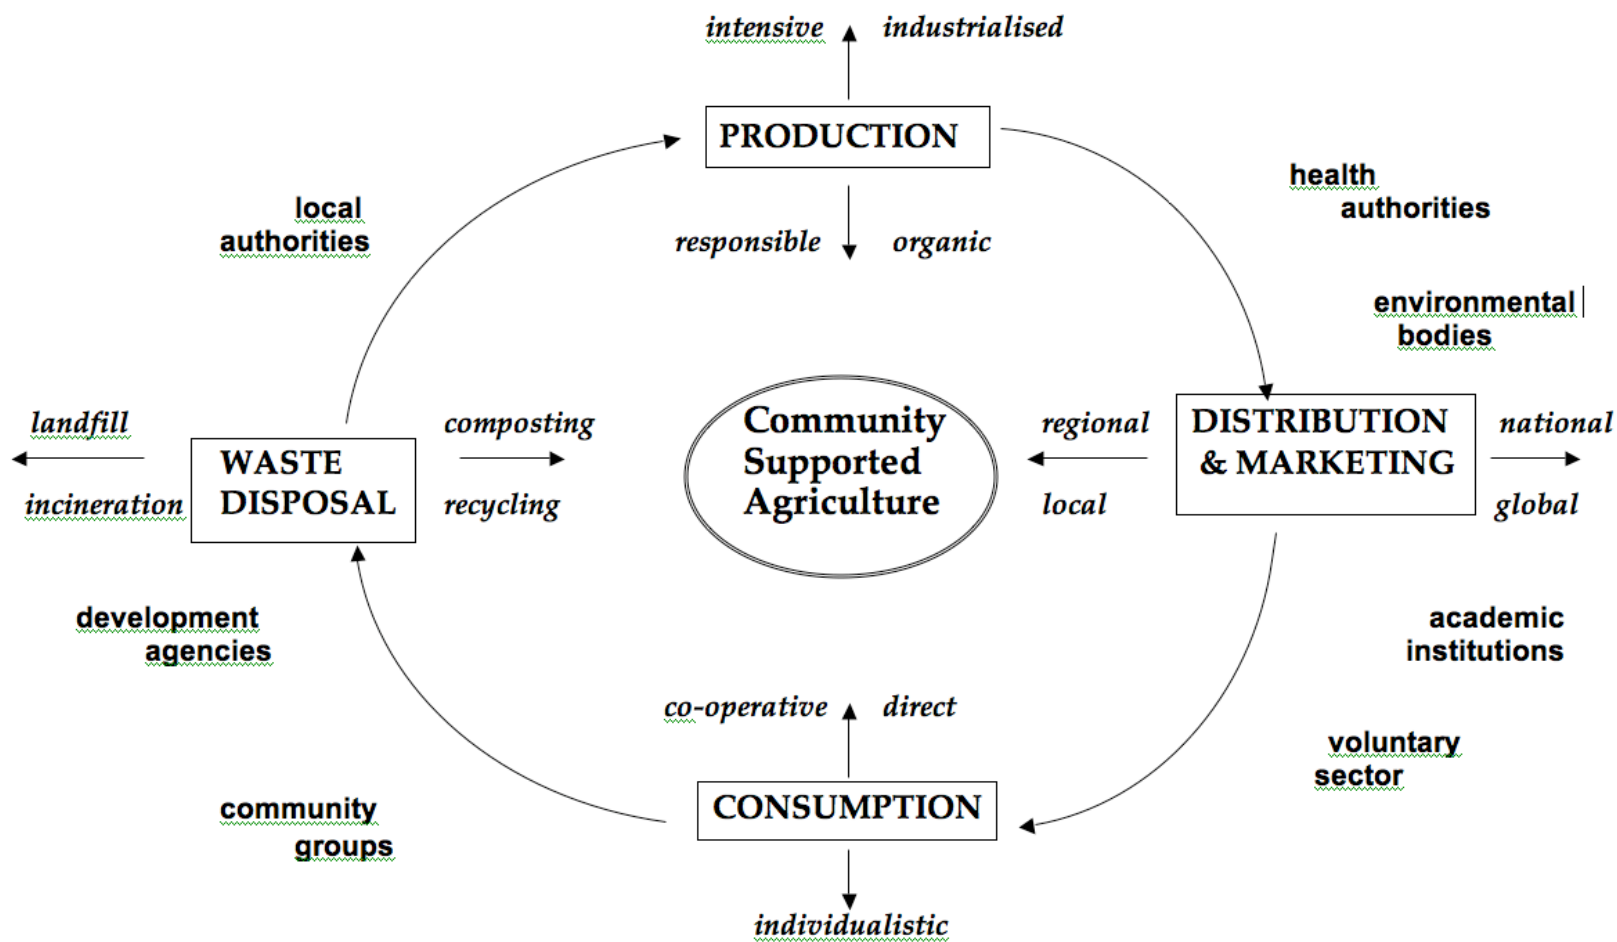 intensive industrialised
PRODUCTION
responsible organic
local
authorities
health
authorities
environmental
bodies
landfill
incineration
WASTE
DISPOSAL
composting
recycling
Community
Supported
Agriculture
regional
local
DISTRIBUTION
& MARKETING
national
global
development
agencies
academic
institutions
co-operative direct
voluntary
sector
CONSUMPTION
community
groups
individualistic